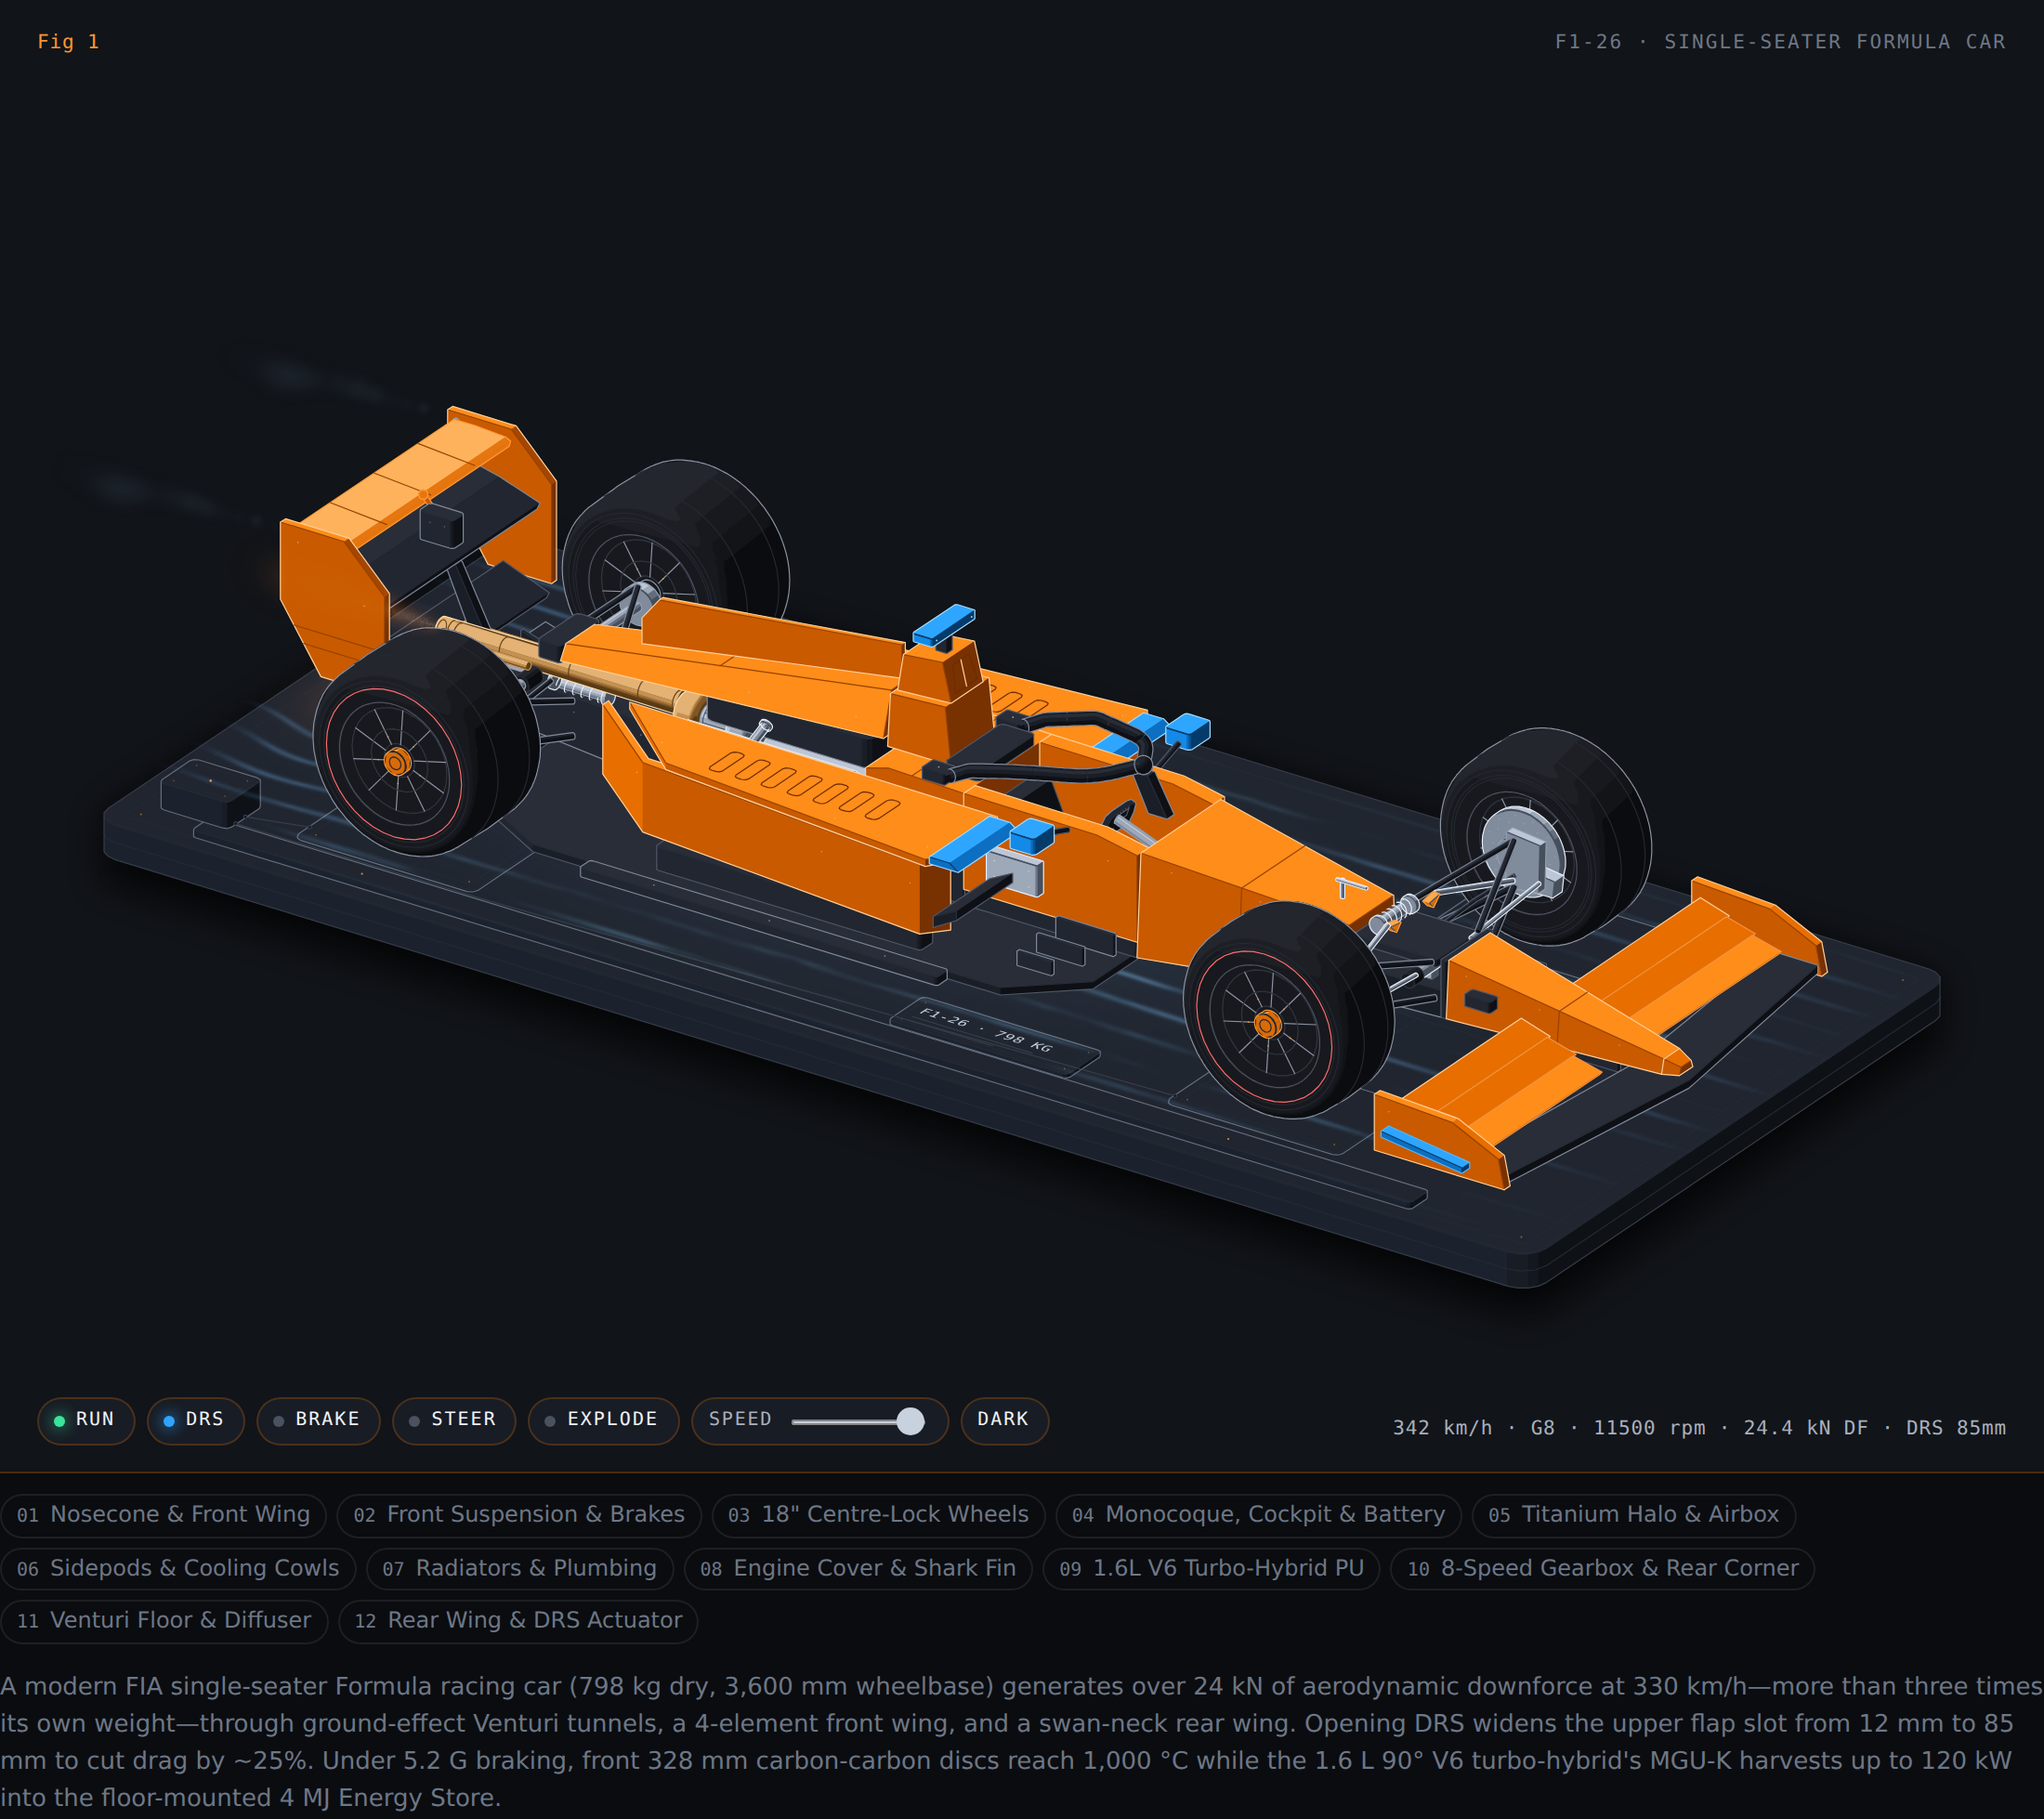 Fig 1
F1-26 · SINGLE-SEATER FORMULA CAR
F1-26 · 798 KG
RUN
DRS
BRAKE
STEER
EXPLODE
SPEED
DARK
342 km/h · G8 · 11500 rpm · 24.4 kN DF · DRS 85mm
01 Nosecone & Front Wing
02 Front Suspension & Brakes
03 18" Centre-Lock Wheels
04 Monocoque, Cockpit & Battery
05 Titanium Halo & Airbox
06 Sidepods & Cooling Cowls
07 Radiators & Plumbing
08 Engine Cover & Shark Fin
09 1.6L V6 Turbo-Hybrid PU
10 8-Speed Gearbox & Rear Corner
11 Venturi Floor & Diffuser
12 Rear Wing & DRS Actuator
A modern FIA single-seater Formula racing car (798 kg dry, 3,600 mm wheelbase) generates over 24 kN of aerodynamic downforce at 330 km/h—more than three times
its own weight—through ground-effect Venturi tunnels, a 4-element front wing, and a swan-neck rear wing. Opening DRS widens the upper flap slot from 12 mm to 85
mm to cut drag by ~25%. Under 5.2 G braking, front 328 mm carbon-carbon discs reach 1,000 °C while the 1.6 L 90° V6 turbo-hybrid's MGU-K harvests up to 120 kW
into the floor-mounted 4 MJ Energy Store.